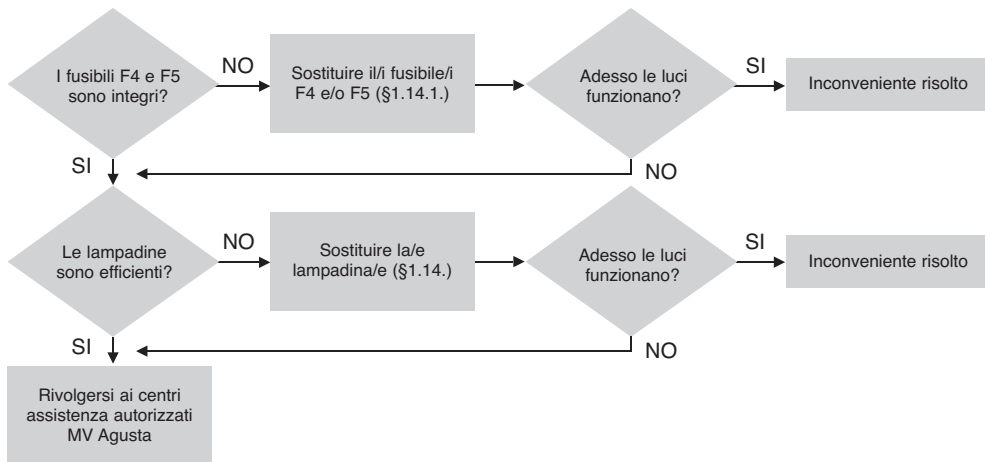 I fusibili F4 e F5
sono integri?
NO
Sostituire il/i fusibile/i
F4 e/o F5 (§1.14.1.)
Adesso le luci
funzionano?
SI
Inconveniente risolto
SI
NO
Le lampadine
sono efficienti?
NO
Sostituire la/e
lampadina/e (§1.14.)
Adesso le luci
funzionano?
SI
Inconveniente risolto
SI
NO
Rivolgersi ai centri
assistenza autorizzati
MV Agusta